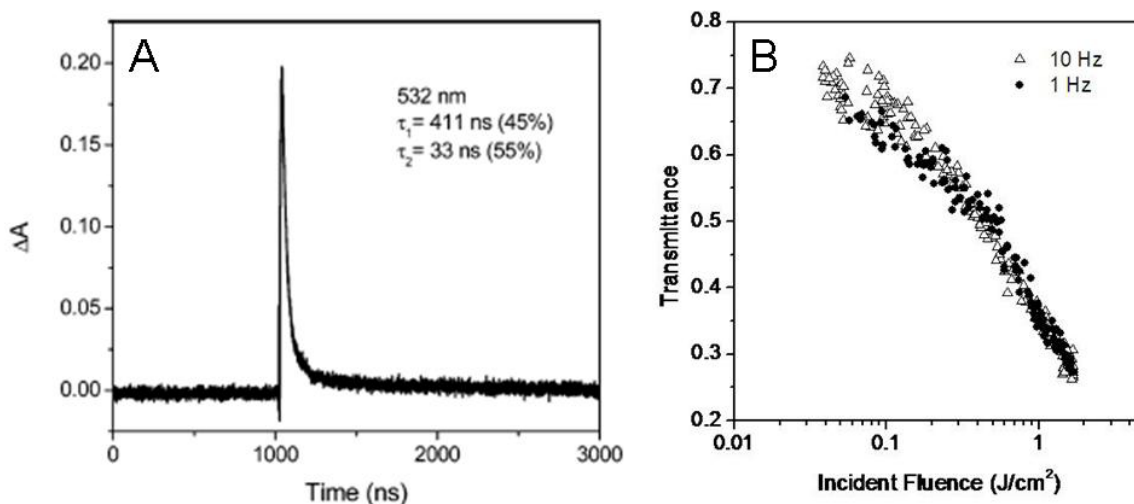 A
532 nm
τ1= 411 ns (45%)
τ2= 33 ns (55%)
ΔA
0.20
0.15
0.10
0.05
0.00
0 1000 2000 3000
Time (ns)
B
10 Hz
1 Hz
Transmittance
0.8
0.7
0.6
0.5
0.4
0.3
0.2
0.01 0.1 1
Incident Fluence (J/cm²)